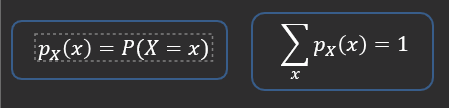 p_X(x) = P(X = x)
∑_x p_X(x) = 1